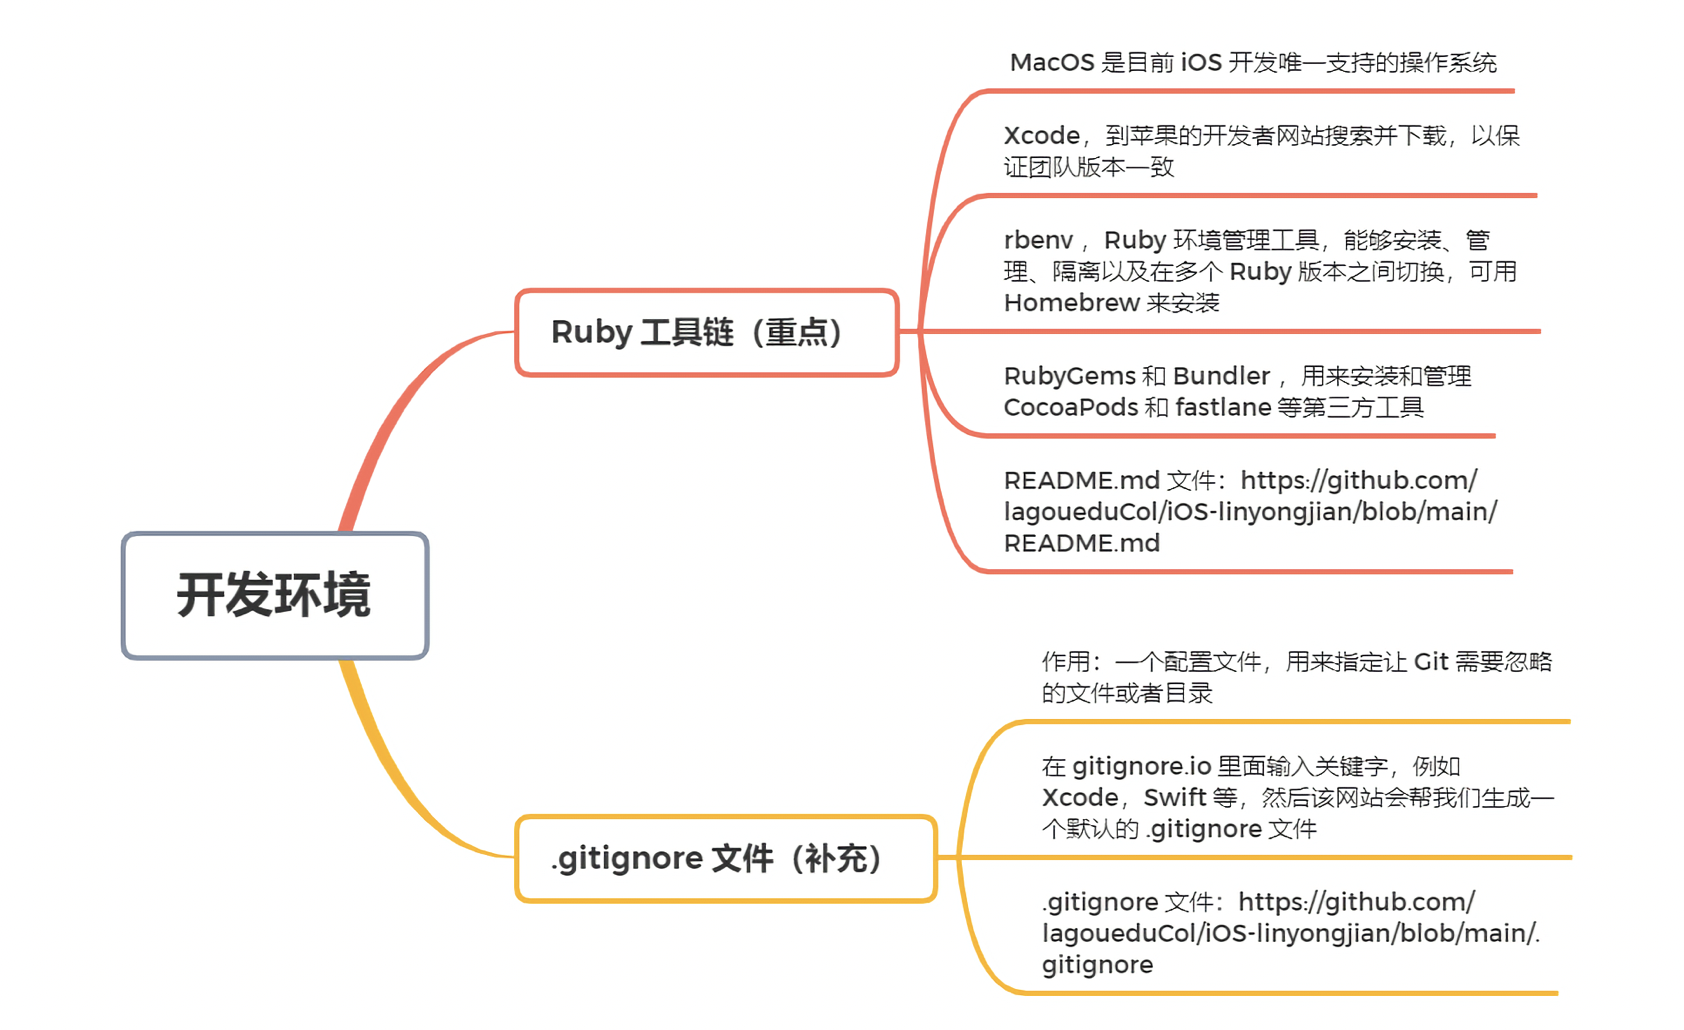 MacOS 是目前 iOS 开发唯一支持的操作系统
Xcode，到苹果的开发者网站搜索并下载，以保
证团队版本一致
rbenv ，Ruby 环境管理工具，能够安装、管
理、隔离以及在多个 Ruby 版本之间切换，可用
Homebrew 来安装
Ruby 工具链（重点）
RubyGems 和 Bundler ，用来安装和管理
CocoaPods 和 fastlane 等第三方工具
README.md 文件：https://github.com/
lagoueduCol/iOS-linyongjian/blob/main/
README.md
开发环境
作用：一个配置文件，用来指定让 Git 需要忽略
的文件或者目录
在 gitignore.io 里面输入关键字，例如
Xcode，Swift 等，然后该网站会帮我们生成一
个默认的 .gitignore 文件
.gitignore 文件（补充）
.gitignore 文件：https://github.com/
lagoueduCol/iOS-linyongjian/blob/main/.
gitignore